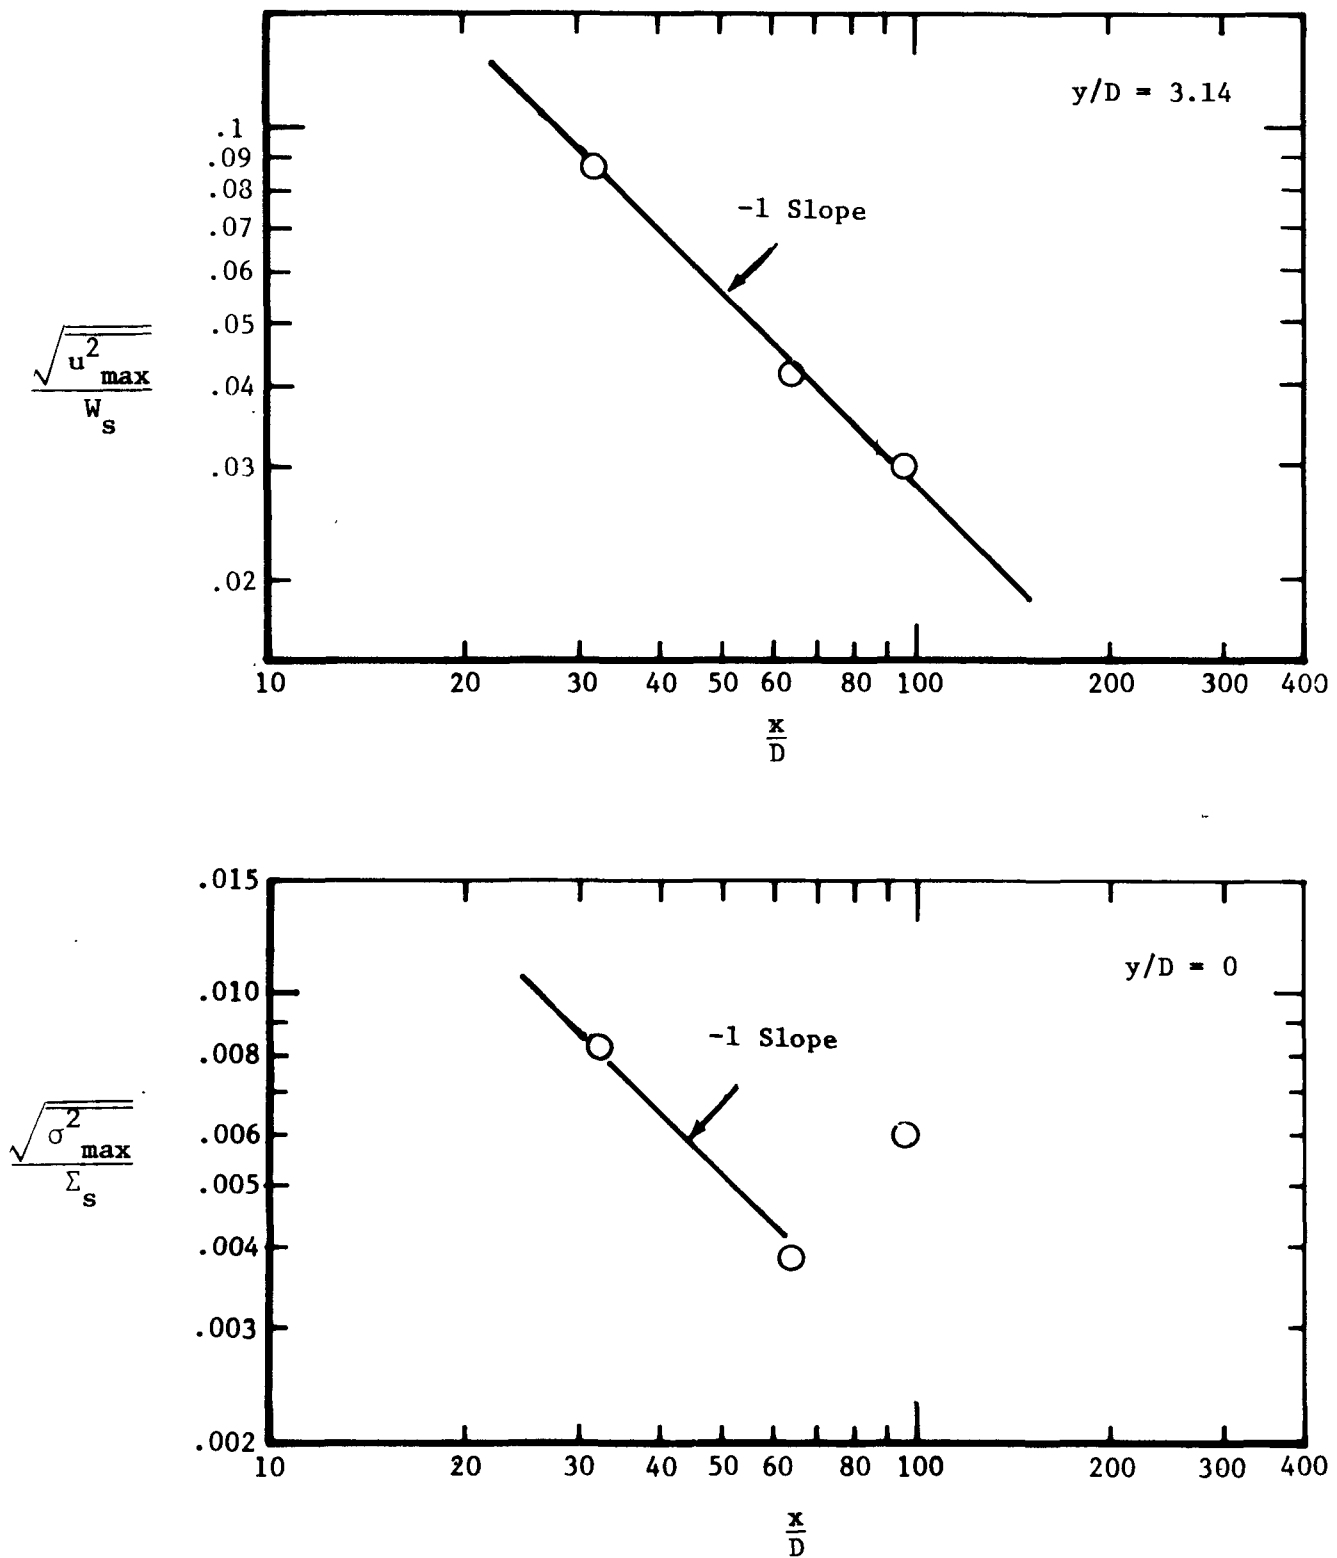 y/D = 3.14
.1
.09
.08
.07
.06
.05
.04
.03
.02
-1 Slope
√u²max
Ws
10 20 30 40 50 60 80 100 200 300 400
x
D
.015
.010
.008
.006
.005
.004
.003
.002
y/D = 0
-1 Slope
√σ²max
Σs
10 20 30 40 50 60 80 100 200 300 400
x
D